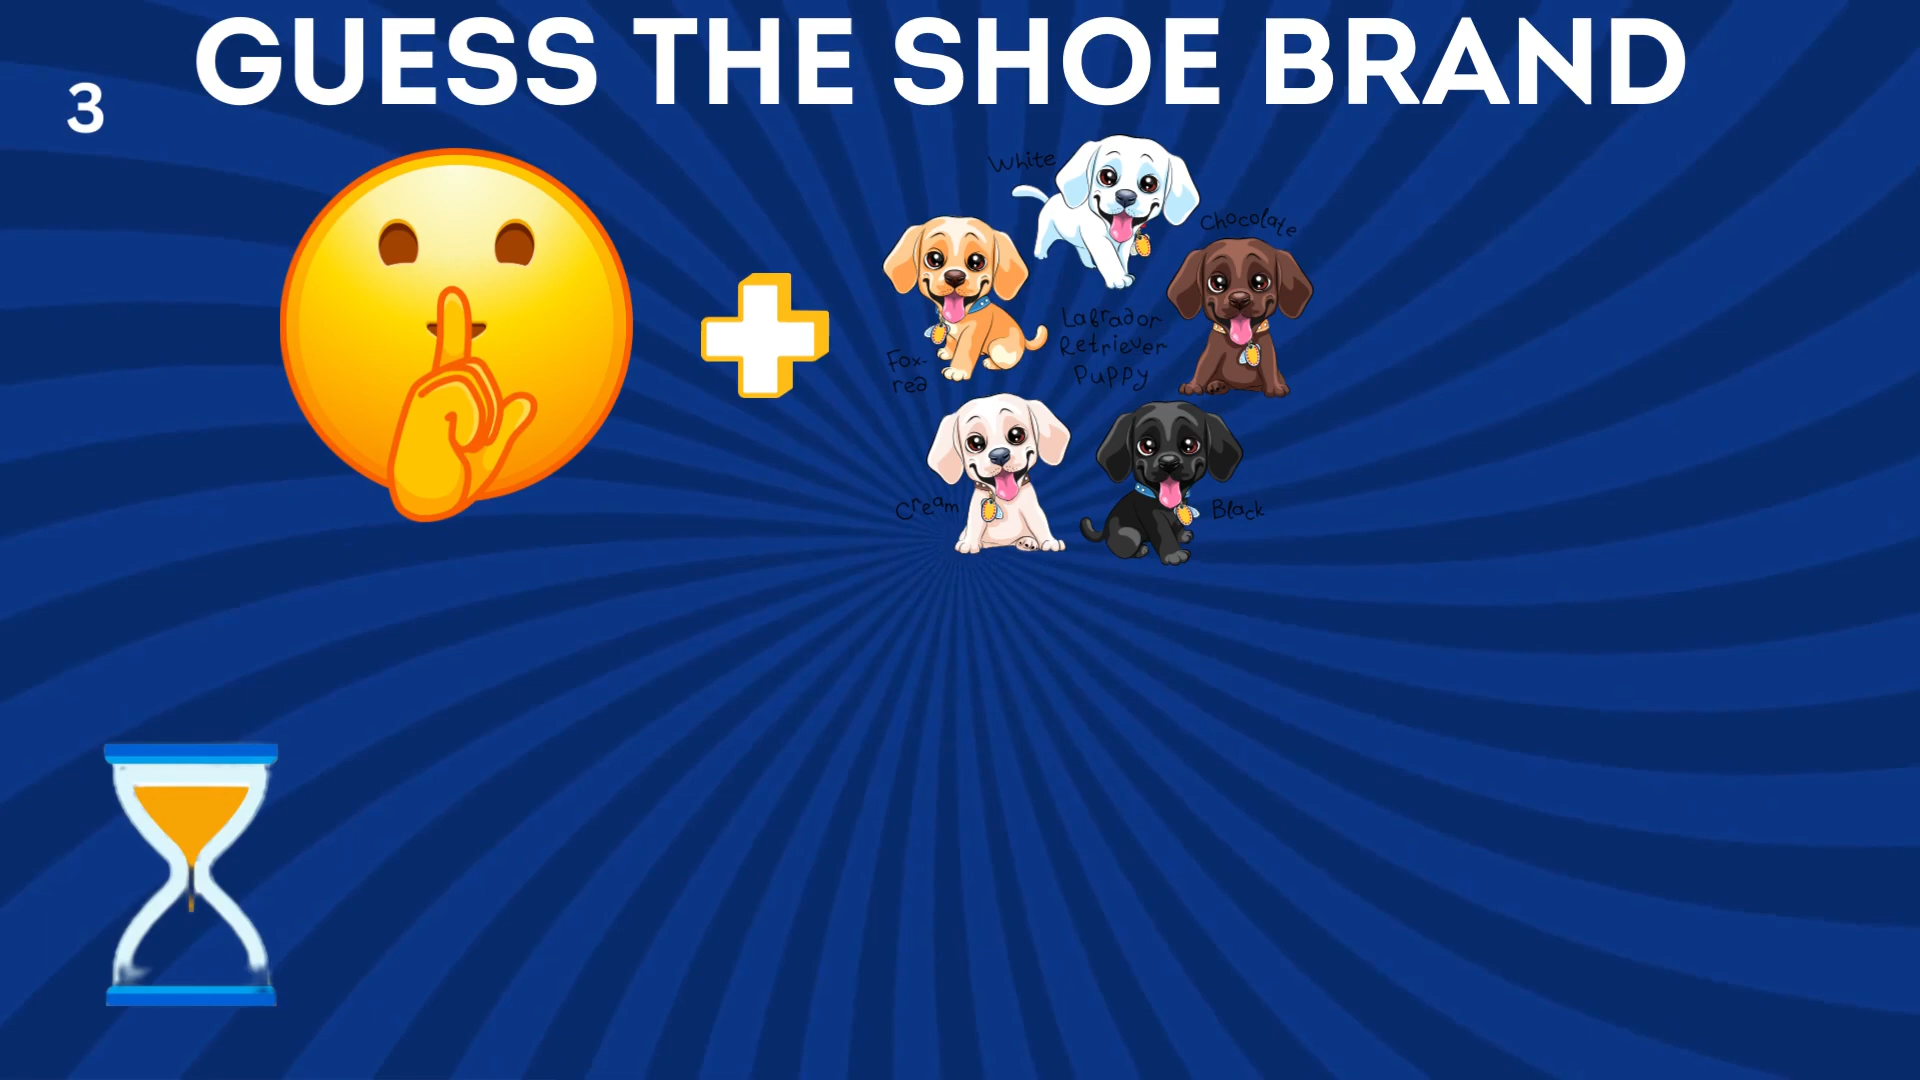 GUESS THE SHOE BRAND
3
White
Chocolate
Labrador
Retriever
Puppy
Fox-
red
Cream
Black